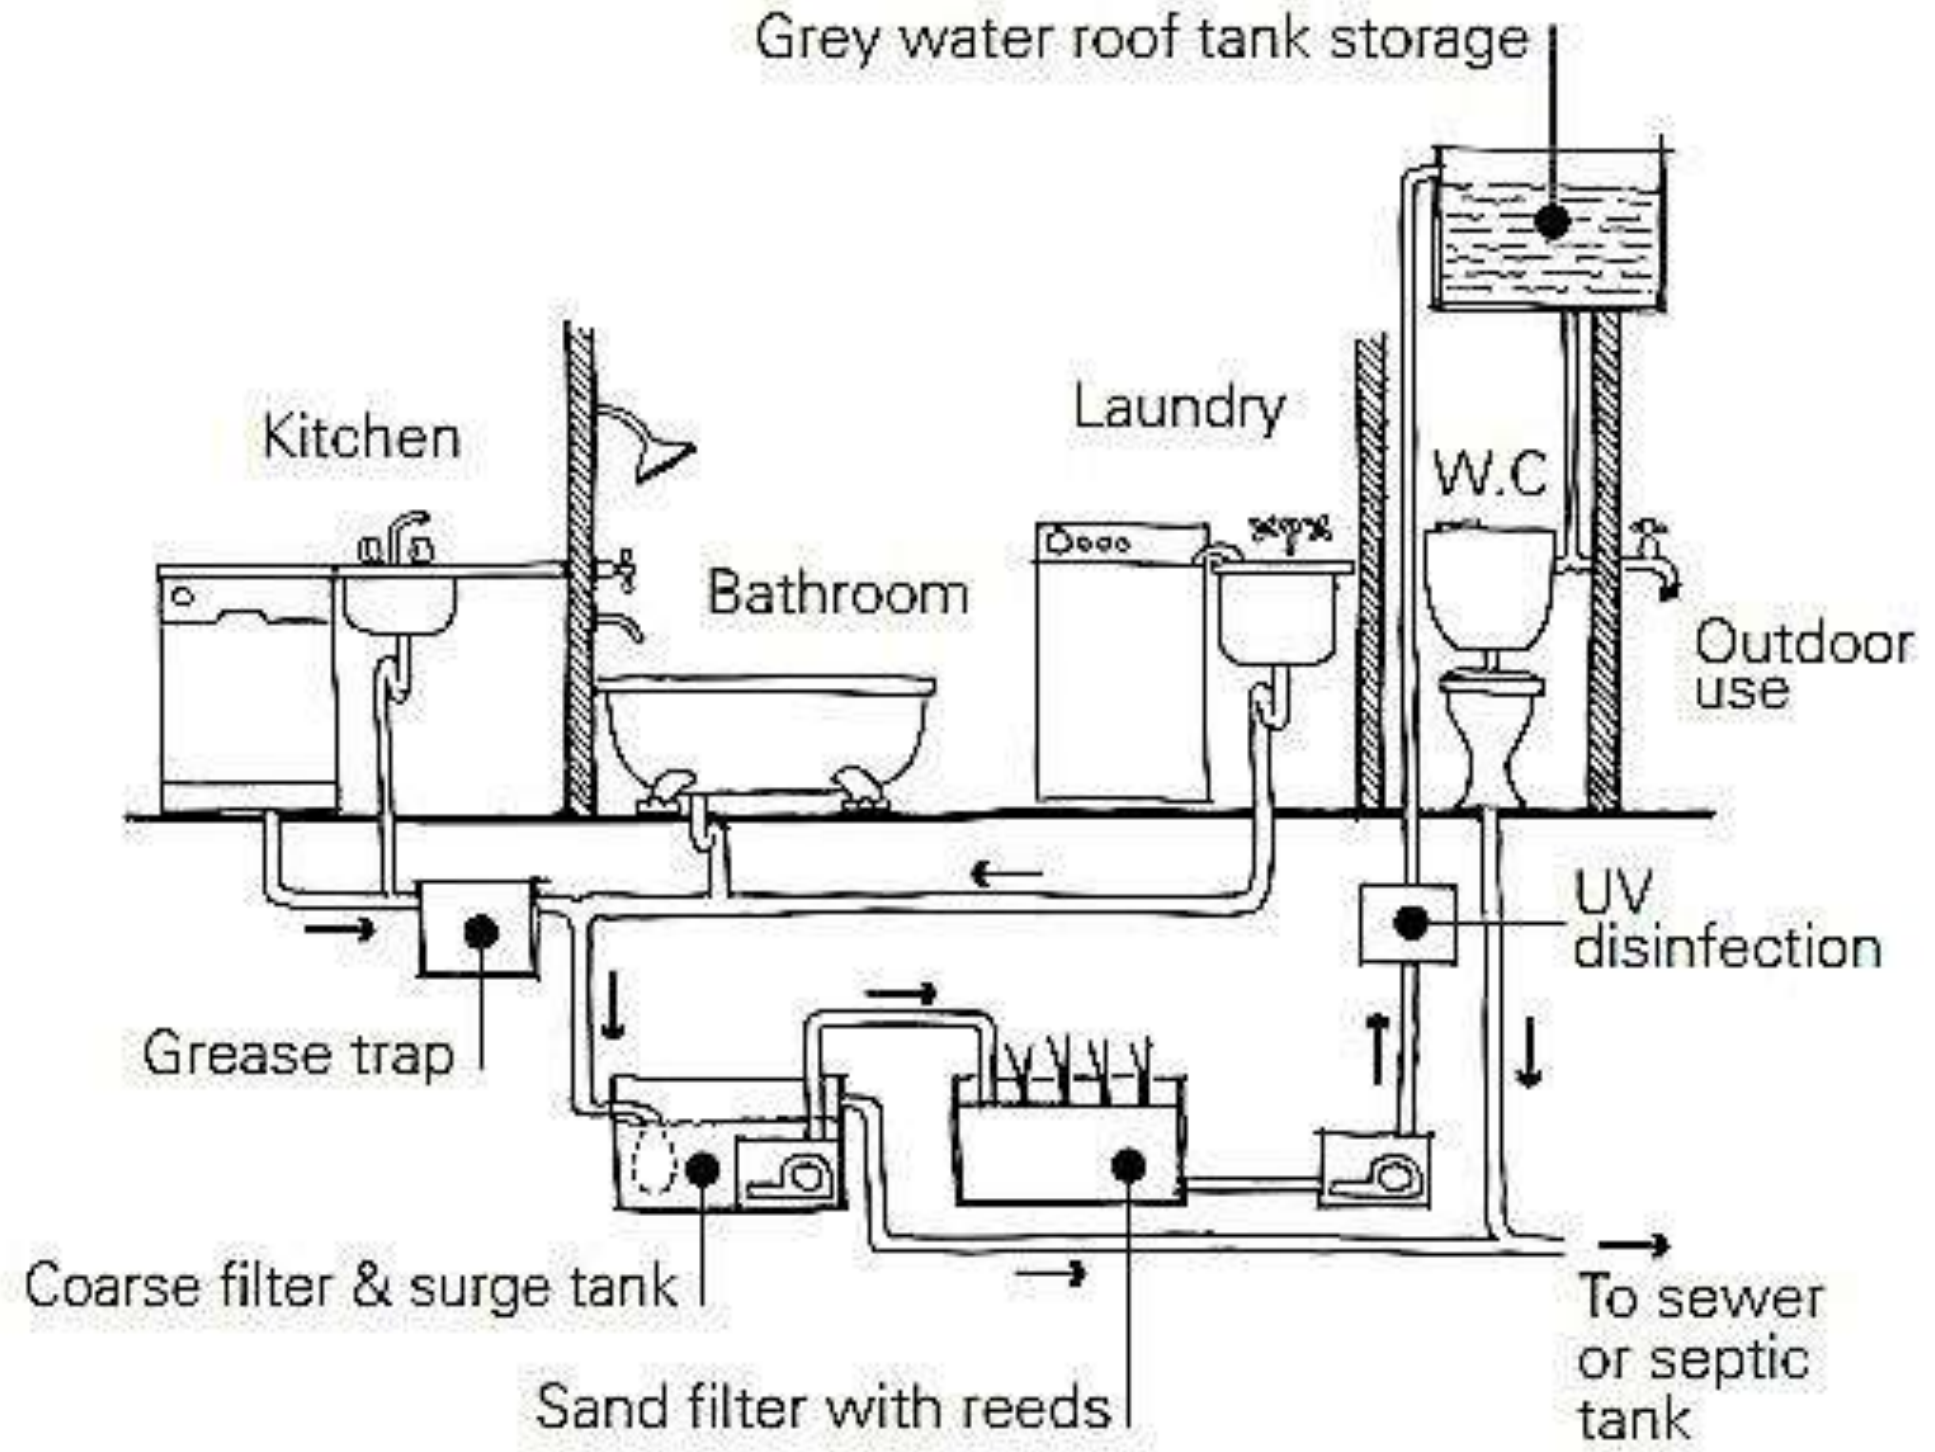 Grey water roof tank storage
Kitchen
Laundry
W.C
Bathroom
Outdoor
use
UV
disinfection
Grease trap
Coarse filter & surge tank
To sewer
or septic
tank
Sand filter with reeds